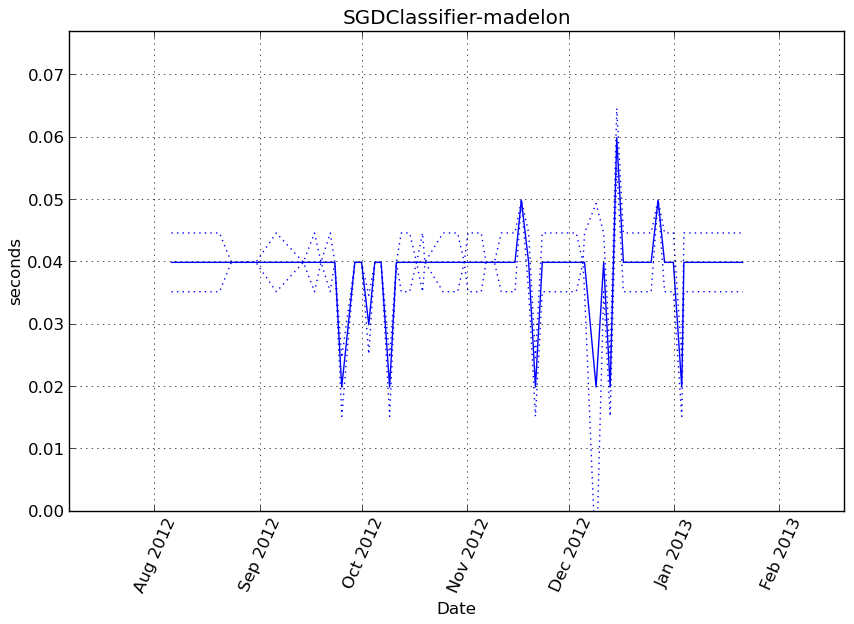 SGDClassifier-madelon
0.07
0.06
0.05
0.04
0.03
0.02
0.01
0.00
seconds
Aug 2012
Sep 2012
Oct 2012
Nov 2012
Dec 2012
Jan 2013
Feb 2013
Date